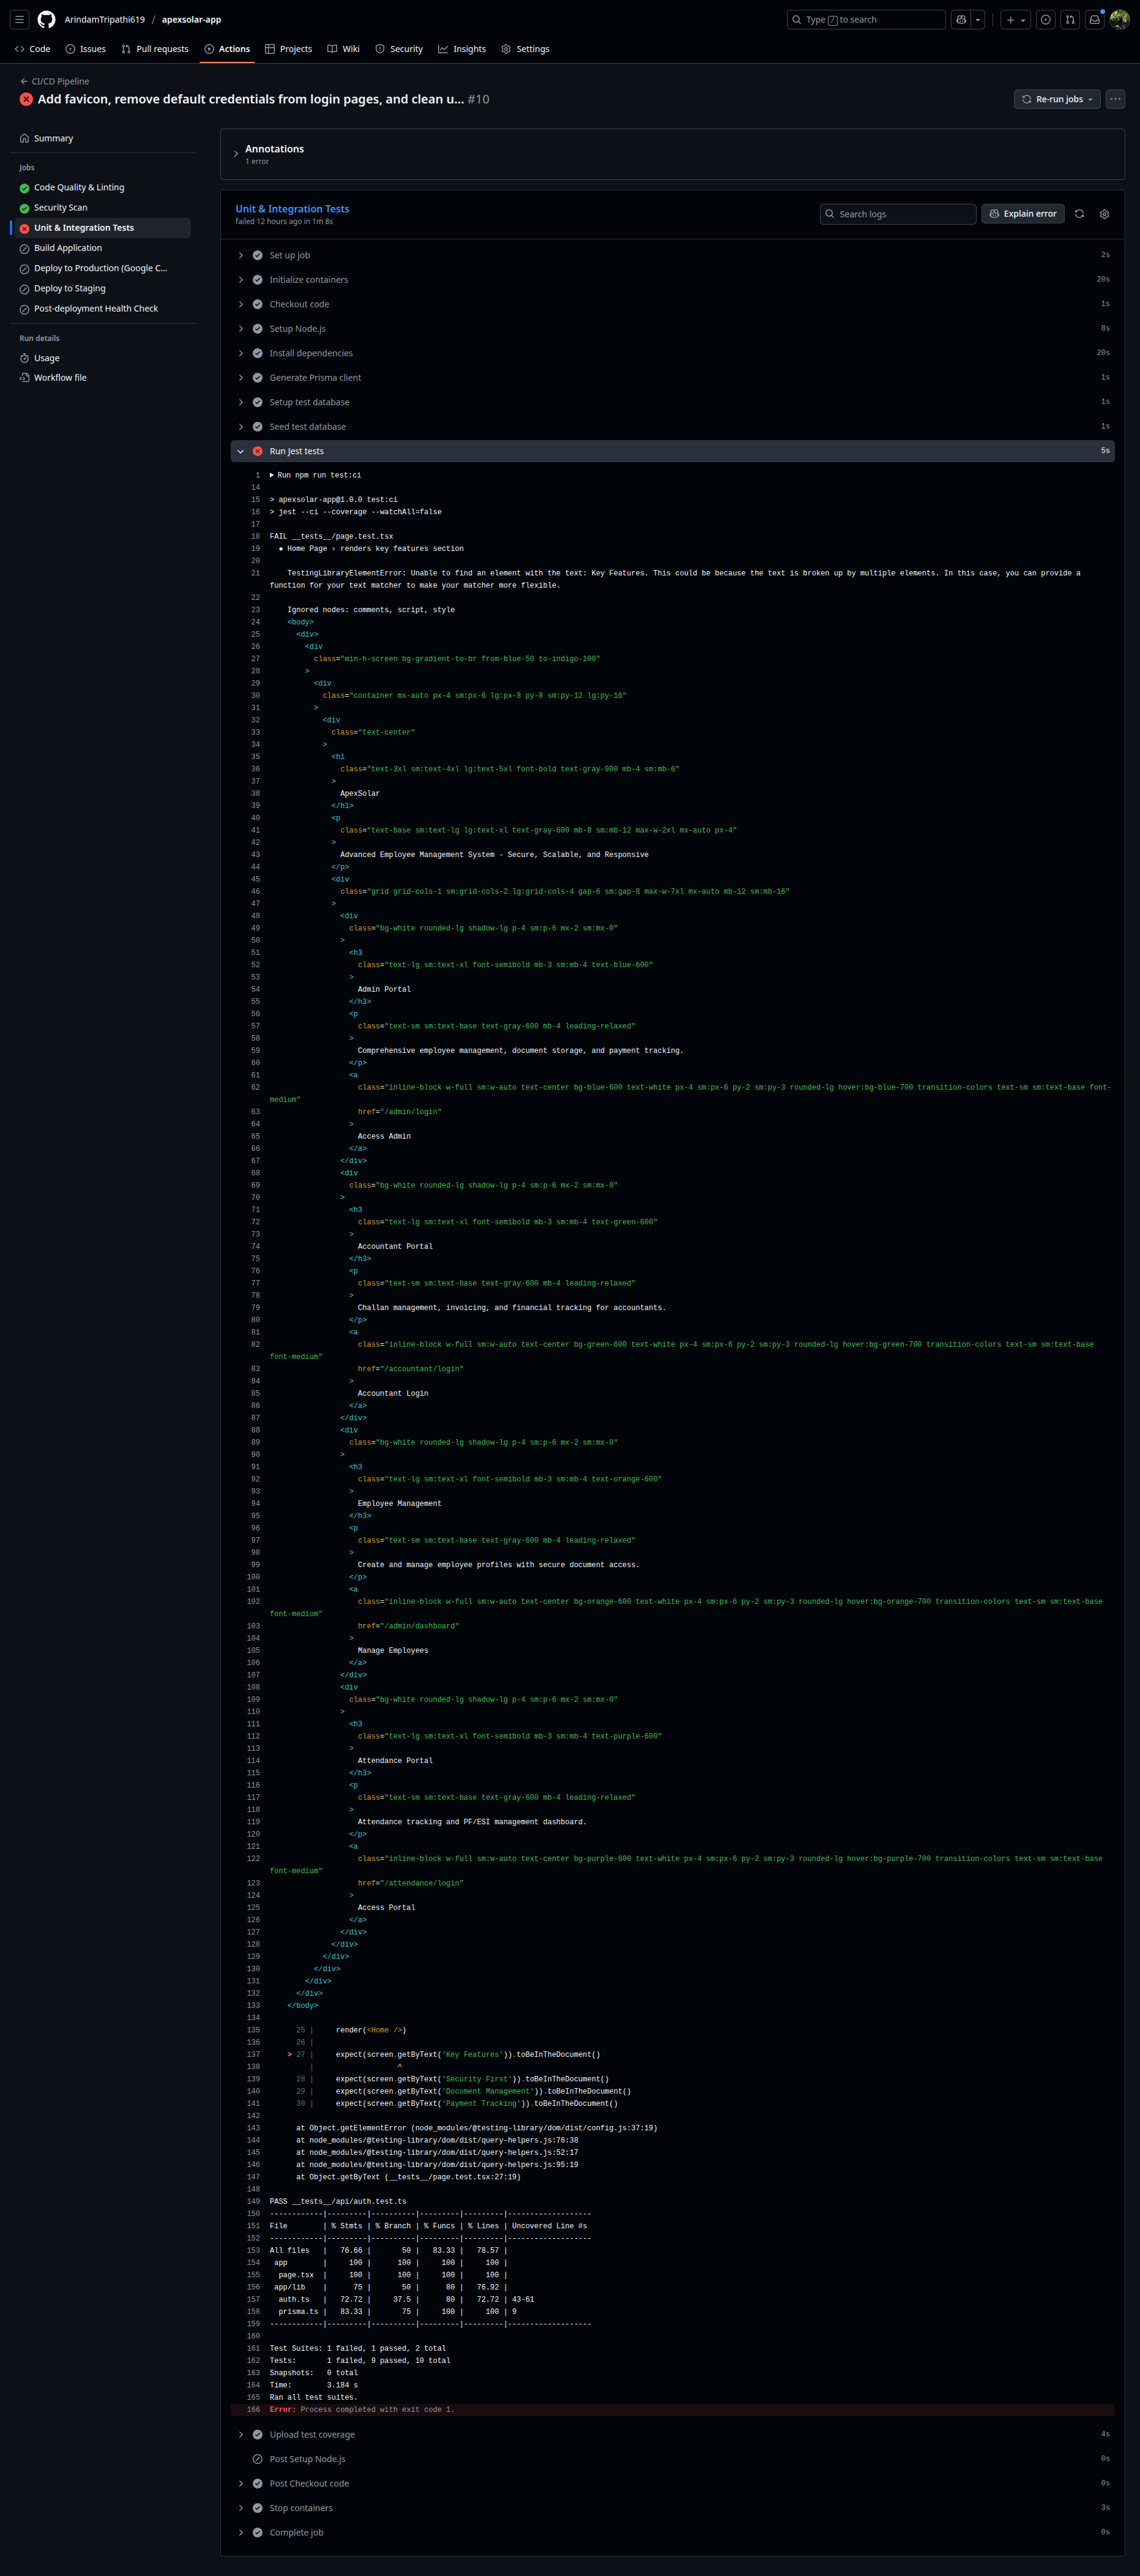 ArindamTripathi619 / apexsolar-app
Type / to search
Code Issues Pull requests Actions Projects Wiki Security Insights Settings
CI/CD Pipeline
Add favicon, remove default credentials from login pages, and clean u... #10
Re-run jobs
Summary
Jobs
Code Quality & Linting
Security Scan
Unit & Integration Tests
Build Application
Deploy to Production (Google C...
Deploy to Staging
Post-deployment Health Check
Run details
Usage
Workflow file
Annotations
1 error
Unit & Integration Tests
failed 12 hours ago in 1m 8s
Search logs
Explain error
Set up job 2s
Initialize containers 20s
Checkout code 1s
Setup Node.js 8s
Install dependencies 20s
Generate Prisma client 1s
Setup test database 1s
Seed test database 1s
Run Jest tests 5s
1 Run npm run test:ci
14
15 > apexsolar-app@1.0.0 test:ci
16 > jest --ci --coverage --watchAll=false
17
18 FAIL __tests__/page.test.tsx
19 ● Home Page › renders key features section
20
21 TestingLibraryElementError: Unable to find an element with the text: Key Features. This could be because the text is broken up by multiple elements. In this case, you can provide a
function for your text matcher to make your matcher more flexible.
22
23 Ignored nodes: comments, script, style
24 <body>
25 <div>
26 <div
27 class="min-h-screen bg-gradient-to-br from-blue-50 to-indigo-100"
28 >
29 <div
30 class="container mx-auto px-4 sm:px-6 lg:px-8 py-8 sm:py-12 lg:py-16"
31 >
32 <div
33 class="text-center"
34 >
35 <h1
36 class="text-3xl sm:text-4xl lg:text-5xl font-bold text-gray-900 mb-4 sm:mb-6"
37 >
38 ApexSolar
39 </h1>
40 <p
41 class="text-base sm:text-lg lg:text-xl text-gray-600 mb-8 sm:mb-12 max-w-2xl mx-auto px-4"
42 >
43 Advanced Employee Management System - Secure, Scalable, and Responsive
44 </p>
45 <div
46 class="grid grid-cols-1 sm:grid-cols-2 lg:grid-cols-4 gap-6 sm:gap-8 max-w-7xl mx-auto mb-12 sm:mb-16"
47 >
48 <div
49 class="bg-white rounded-lg shadow-lg p-4 sm:p-6 mx-2 sm:mx-0"
50 >
51 <h3
52 class="text-lg sm:text-xl font-semibold mb-3 sm:mb-4 text-blue-600"
53 >
54 Admin Portal
55 </h3>
56 <p
57 class="text-sm sm:text-base text-gray-600 mb-4 leading-relaxed"
58 >
59 Comprehensive employee management, document storage, and payment tracking.
60 </p>
61 <a
62 class="inline-block w-full sm:w-auto text-center bg-blue-600 text-white px-4 sm:px-6 py-2 sm:py-3 rounded-lg hover:bg-blue-700 transition-colors text-sm sm:text-base font-
medium"
63 href="/admin/login"
64 >
65 Access Admin
66 </a>
67 </div>
68 <div
69 class="bg-white rounded-lg shadow-lg p-4 sm:p-6 mx-2 sm:mx-0"
70 >
71 <h3
72 class="text-lg sm:text-xl font-semibold mb-3 sm:mb-4 text-green-600"
73 >
74 Accountant Portal
75 </h3>
76 <p
77 class="text-sm sm:text-base text-gray-600 mb-4 leading-relaxed"
78 >
79 Challan management, invoicing, and financial tracking for accountants.
80 </p>
81 <a
82 class="inline-block w-full sm:w-auto text-center bg-green-600 text-white px-4 sm:px-6 py-2 sm:py-3 rounded-lg hover:bg-green-700 transition-colors text-sm sm:text-base
font-medium"
83 href="/accountant/login"
84 >
85 Accountant Login
86 </a>
87 </div>
88 <div
89 class="bg-white rounded-lg shadow-lg p-4 sm:p-6 mx-2 sm:mx-0"
90 >
91 <h3
92 class="text-lg sm:text-xl font-semibold mb-3 sm:mb-4 text-orange-600"
93 >
94 Employee Management
95 </h3>
96 <p
97 class="text-sm sm:text-base text-gray-600 mb-4 leading-relaxed"
98 >
99 Create and manage employee profiles with secure document access.
100 </p>
101 <a
102 class="inline-block w-full sm:w-auto text-center bg-orange-600 text-white px-4 sm:px-6 py-2 sm:py-3 rounded-lg hover:bg-orange-700 transition-colors text-sm sm:text-base
font-medium"
103 href="/admin/dashboard"
104 >
105 Manage Employees
106 </a>
107 </div>
108 <div
109 class="bg-white rounded-lg shadow-lg p-4 sm:p-6 mx-2 sm:mx-0"
110 >
111 <h3
112 class="text-lg sm:text-xl font-semibold mb-3 sm:mb-4 text-purple-600"
113 >
114 Attendance Portal
115 </h3>
116 <p
117 class="text-sm sm:text-base text-gray-600 mb-4 leading-relaxed"
118 >
119 Attendance tracking and PF/ESI management dashboard.
120 </p>
121 <a
122 class="inline-block w-full sm:w-auto text-center bg-purple-600 text-white px-4 sm:px-6 py-2 sm:py-3 rounded-lg hover:bg-purple-700 transition-colors text-sm sm:text-base
font-medium"
123 href="/attendance/login"
124 >
125 Access Portal
126 </a>
127 </div>
128 </div>
129 </div>
130 </div>
131 </div>
132 </div>
133 </body>
134
135 25 | render(<Home />)
136 26 |
137 > 27 | expect(screen.getByText('Key Features')).toBeInTheDocument()
138 | ^
139 28 | expect(screen.getByText('Security First')).toBeInTheDocument()
140 29 | expect(screen.getByText('Document Management')).toBeInTheDocument()
141 30 | expect(screen.getByText('Payment Tracking')).toBeInTheDocument()
142
143 at Object.getElementError (node_modules/@testing-library/dom/dist/config.js:37:19)
144 at node_modules/@testing-library/dom/dist/query-helpers.js:76:38
145 at node_modules/@testing-library/dom/dist/query-helpers.js:52:17
146 at node_modules/@testing-library/dom/dist/query-helpers.js:95:19
147 at Object.getByText (__tests__/page.test.tsx:27:19)
148
149 PASS __tests__/api/auth.test.ts
150 ------------|---------|----------|---------|---------|-------------------
151 File | % Stmts | % Branch | % Funcs | % Lines | Uncovered Line #s
152 ------------|---------|----------|---------|---------|-------------------
153 All files | 76.66 | 50 | 83.33 | 78.57 |
154 app | 100 | 100 | 100 | 100 |
155 page.tsx | 100 | 100 | 100 | 100 |
156 app/lib | 75 | 50 | 80 | 76.92 |
157 auth.ts | 72.72 | 37.5 | 80 | 72.72 | 43-61
158 prisma.ts | 83.33 | 75 | 100 | 100 | 9
159 ------------|---------|----------|---------|---------|-------------------
160
161 Test Suites: 1 failed, 1 passed, 2 total
162 Tests: 1 failed, 9 passed, 10 total
163 Snapshots: 0 total
164 Time: 3.184 s
165 Ran all test suites.
166 Error: Process completed with exit code 1.
Upload test coverage 4s
Post Setup Node.js 0s
Post Checkout code 0s
Stop containers 3s
Complete job 0s